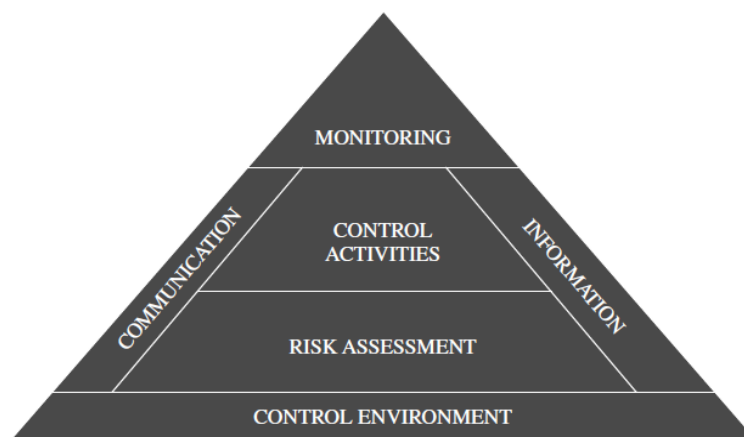 MONITORING
CONTROL
ACTIVITIES
COMMUNICATION
INFORMATION
RISK ASSESSMENT
CONTROL ENVIRONMENT